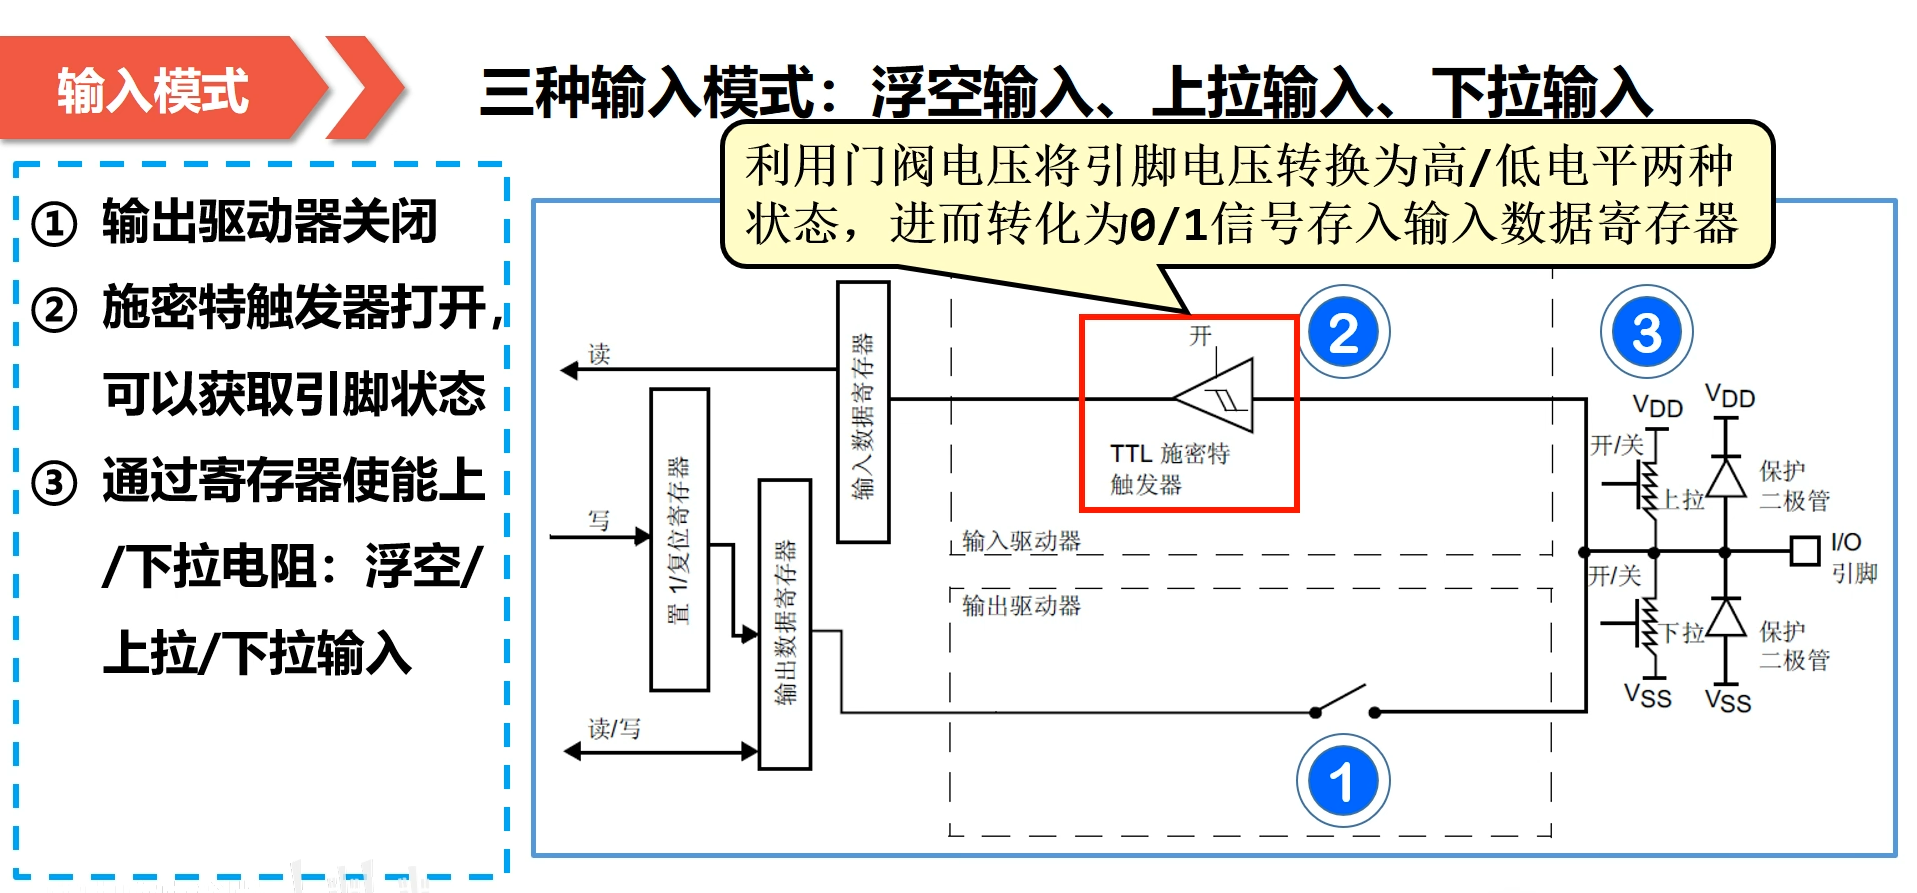 输入模式
三种输入模式：浮空输入、上拉输入、下拉输入
利用门阀电压将引脚电压转换为高/低电平两种
状态，进而转化为0/1信号存入输入数据寄存器
① 输出驱动器关闭
② 施密特触发器打开，
可以获取引脚状态
③ 通过寄存器使能上
/下拉电阻：浮空/
上拉/下拉输入
读
写
读/写
置 1/复位寄存器
输出数据寄存器
输入数据寄存器
开
TTL 施密特
触发器
输入驱动器
输出驱动器
2
3
1
VDD
VDD
开/关
上拉
保护
二极管
I/O
引脚
开/关
下拉
保护
二极管
VSS
VSS